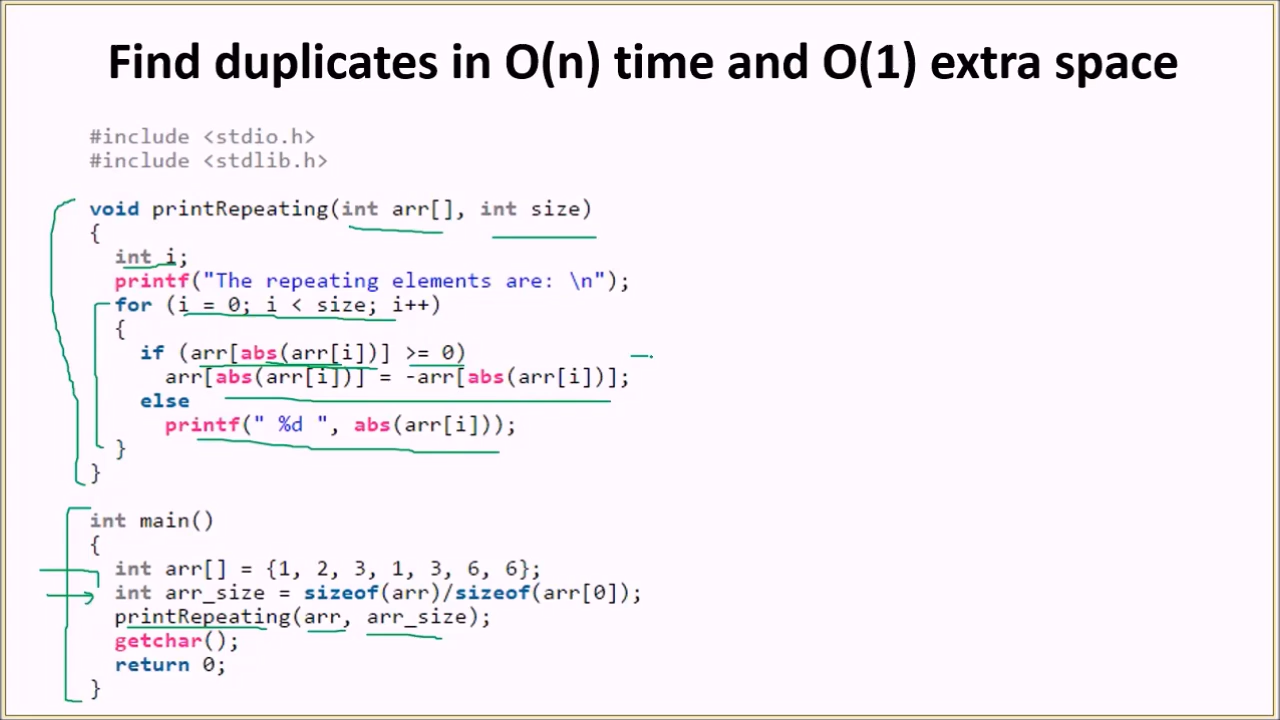 Find duplicates in O(n) time and O(1) extra space
#include <stdio.h>
#include <stdlib.h>
void printRepeating(int arr[], int size)
{
int i;
printf("The repeating elements are: \n");
for (i = 0; i < size; i++)
{
if (arr[abs(arr[i])] >= 0)
arr[abs(arr[i])] = -arr[abs(arr[i])];
else
printf(" %d ", abs(arr[i]));
}
}
int main()
{
int arr[] = {1, 2, 3, 1, 3, 6, 6};
int arr_size = sizeof(arr)/sizeof(arr[0]);
printRepeating(arr, arr_size);
getchar();
return 0;
}